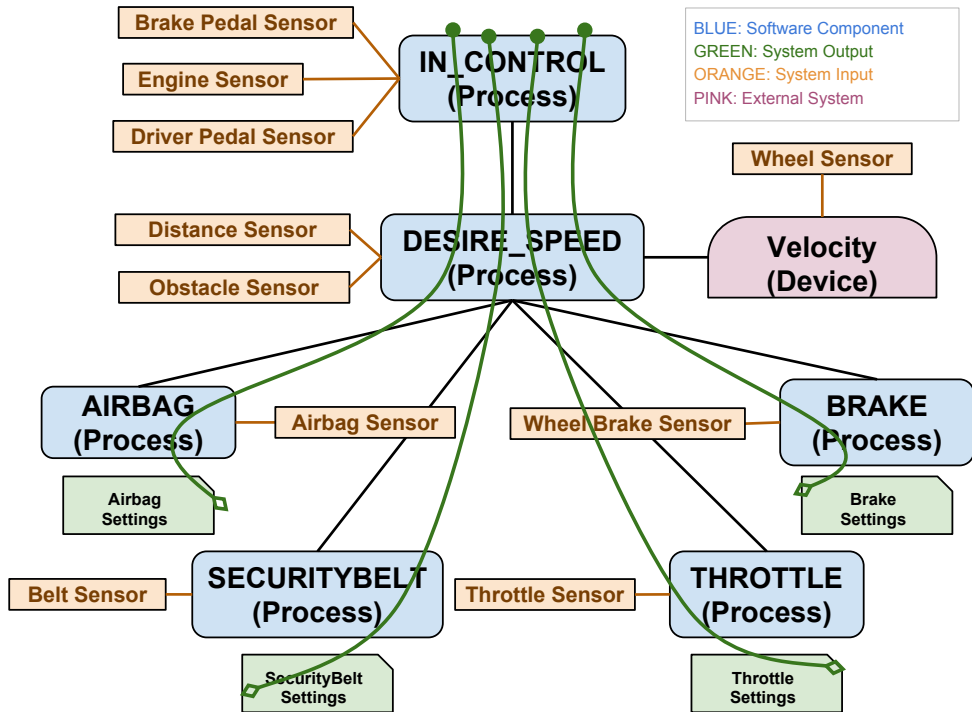 Brake Pedal Sensor
Engine Sensor
Driver Pedal Sensor
IN_CONTROL
(Process)
BLUE: Software Component
GREEN: System Output
ORANGE: System Input
PINK: External System
Wheel Sensor
Distance Sensor
Obstacle Sensor
DESIRE_SPEED
(Process)
Velocity
(Device)
AIRBAG
(Process)
Airbag Sensor
Wheel Brake Sensor
BRAKE
(Process)
Airbag
Settings
Brake
Settings
Belt Sensor
SECURITYBELT
(Process)
Throttle Sensor
THROTTLE
(Process)
SecurityBelt
Settings
Throttle
Settings